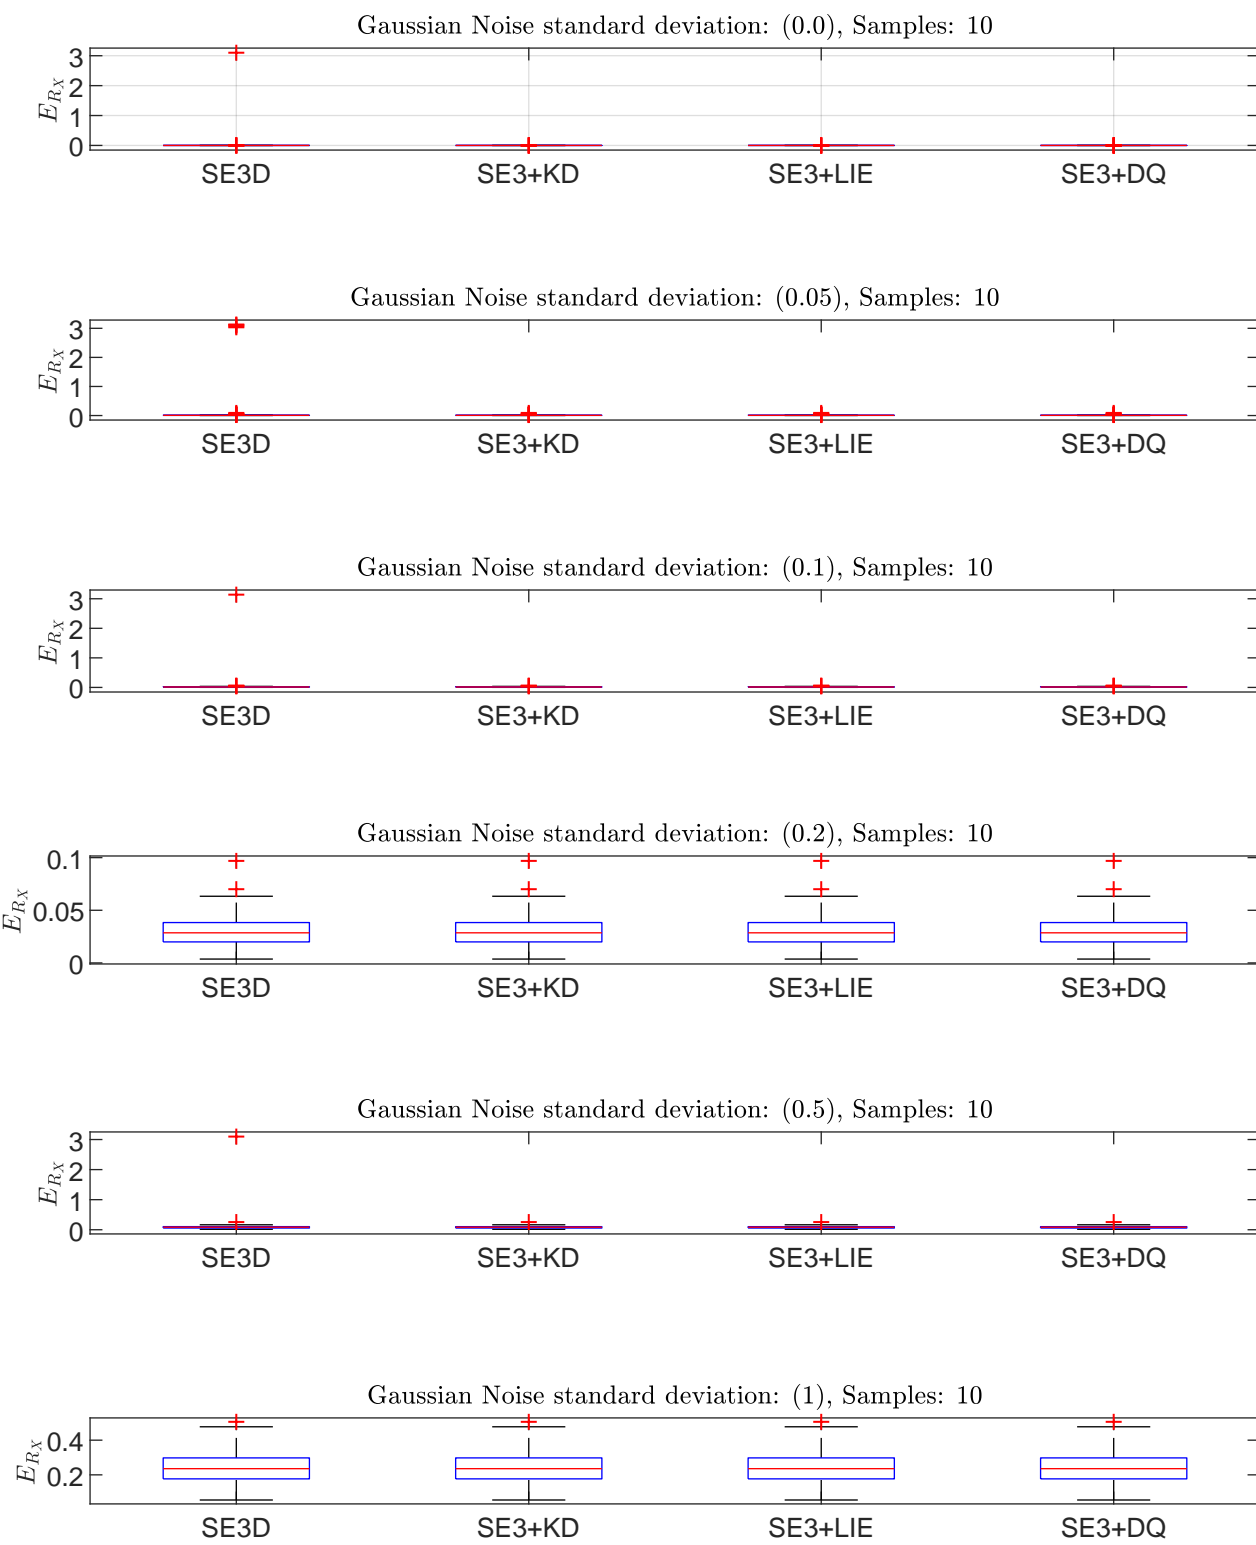 Gaussian Noise standard deviation: (0.0), Samples: 10
E_{R_X}
3
2
1
0
SE3D SE3+KD SE3+LIE SE3+DQ
Gaussian Noise standard deviation: (0.05), Samples: 10
E_{R_X}
3
2
1
0
SE3D SE3+KD SE3+LIE SE3+DQ
Gaussian Noise standard deviation: (0.1), Samples: 10
E_{R_X}
3
2
1
0
SE3D SE3+KD SE3+LIE SE3+DQ
Gaussian Noise standard deviation: (0.2), Samples: 10
E_{R_X}
0.1
0.05
0
SE3D SE3+KD SE3+LIE SE3+DQ
Gaussian Noise standard deviation: (0.5), Samples: 10
E_{R_X}
3
2
1
0
SE3D SE3+KD SE3+LIE SE3+DQ
Gaussian Noise standard deviation: (1), Samples: 10
E_{R_X}
0.4
0.2
SE3D SE3+KD SE3+LIE SE3+DQ